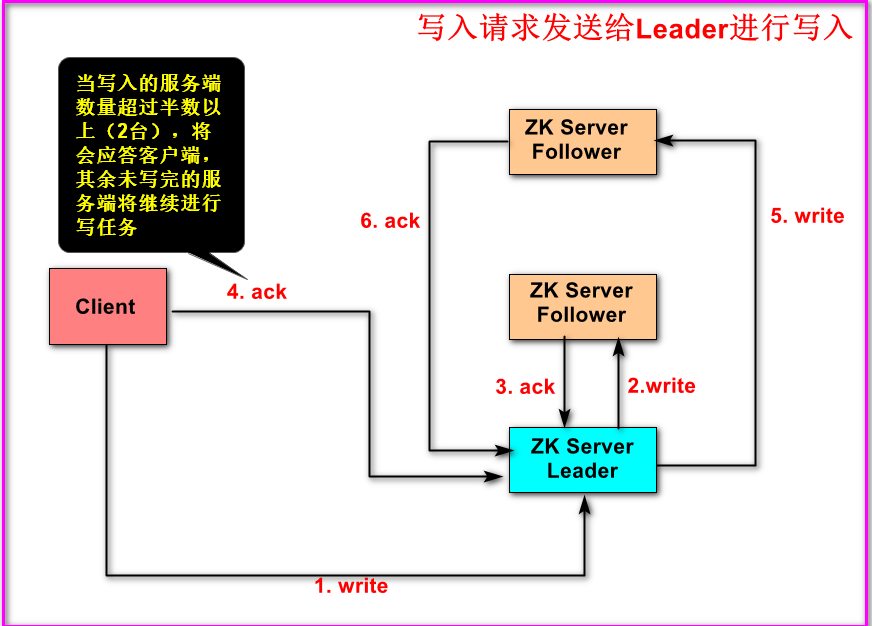 写入请求发送给Leader进行写入
当写入的服务端
数量超过半数以
上（2台），将
会应答客户端，
其余未写完的服
务端将继续进行
写任务
ZK Server
Follower
6. ack
5. write
Client
4. ack
ZK Server
Follower
3. ack
2.write
ZK Server
Leader
1. write